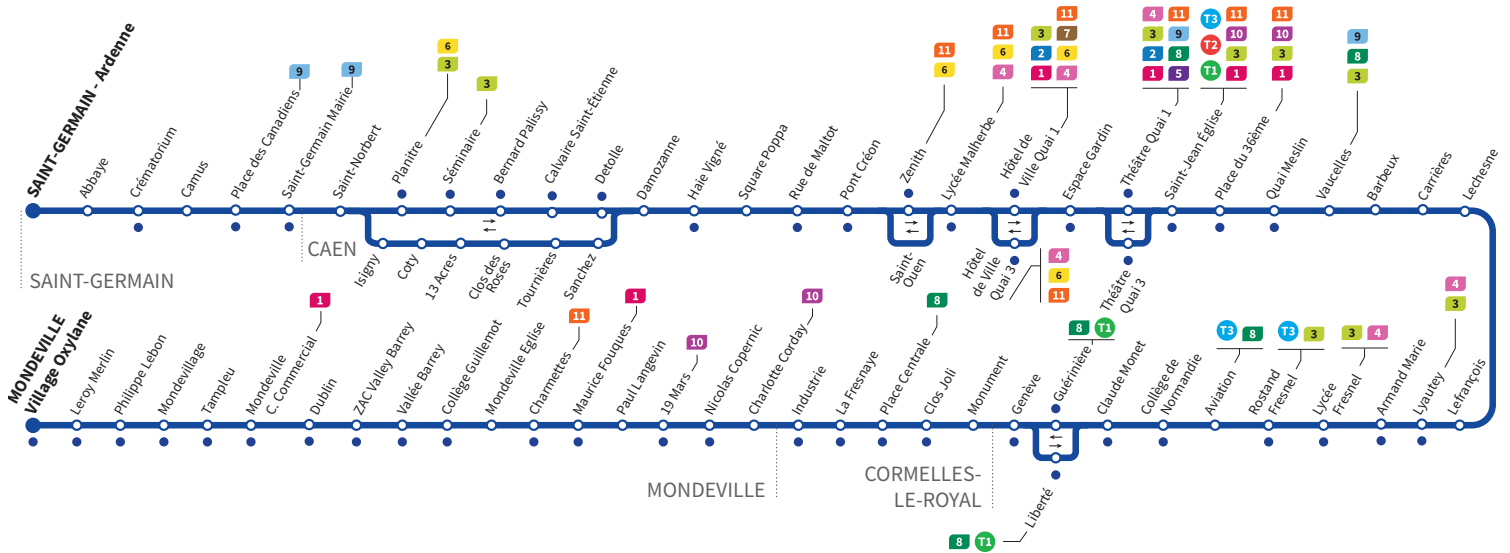 SAINT-GERMAIN - Ardenne
Abbaye
Crématorium
Camus
Place des Canadiens
9
Saint-Germain Mairie
9
Saint-Norbert
Planitre
6
3
Séminaire
3
Bernard Palissy
Calvaire Saint-Étienne
Detolle
Damozanne
Haie Vigné
Square Poppa
Rue de Maltot
Pont Créon
Zenith
11
6
Lycée Malherbe
11
6
4
Hôtel de
Ville Quai 1
11
3 7
2 6
1 4
Espace Gardin
Théâtre Quai 1
4 11
3 9
2 8
1 5
Saint-Jean Église
T3 11
T2 10
T1 3
1
Place du 36ème
11
10
3
1
Quai Meslin
Vaucelles
9
8
3
Barbeux
Carrières
Lechesne
SAINT-GERMAIN
CAEN
Isigny
Coty
13 Acres
Clos des
Roses
Tournières
Sanchez
Saint-
Ouen
Hôtel
de Ville
Quai 3
4
6
11
Théâtre
Quai 3
MONDEVILLE
Village Oxylane
Leroy Merlin
Philippe Lebon
Mondevillage
Tampleu
Mondeville
C. Commercial
1
Dublin
ZAC Valley Barrey
Vallée Barrey
Collège Guillemot
Mondeville Eglise
Charmettes
11
Maurice Fouques
1
Paul Langevin
19 Mars
10
Nicolas Copernic
Charlotte Corday
10
Industrie
La Fresnaye
Place Centrale
8
Clos Joli
Monument
Genève
Guérinière
8 T1
Claude Monet
Collège de
Normandie
Aviation
T3 8
Rostand
Fresnel
T3 3
Lycée
Fresnel
3 4
Armand Marie
Lyautey
4
3
Lefrançois
MONDEVILLE
CORMELLES-
LE-ROYAL
Liberté
8 T1